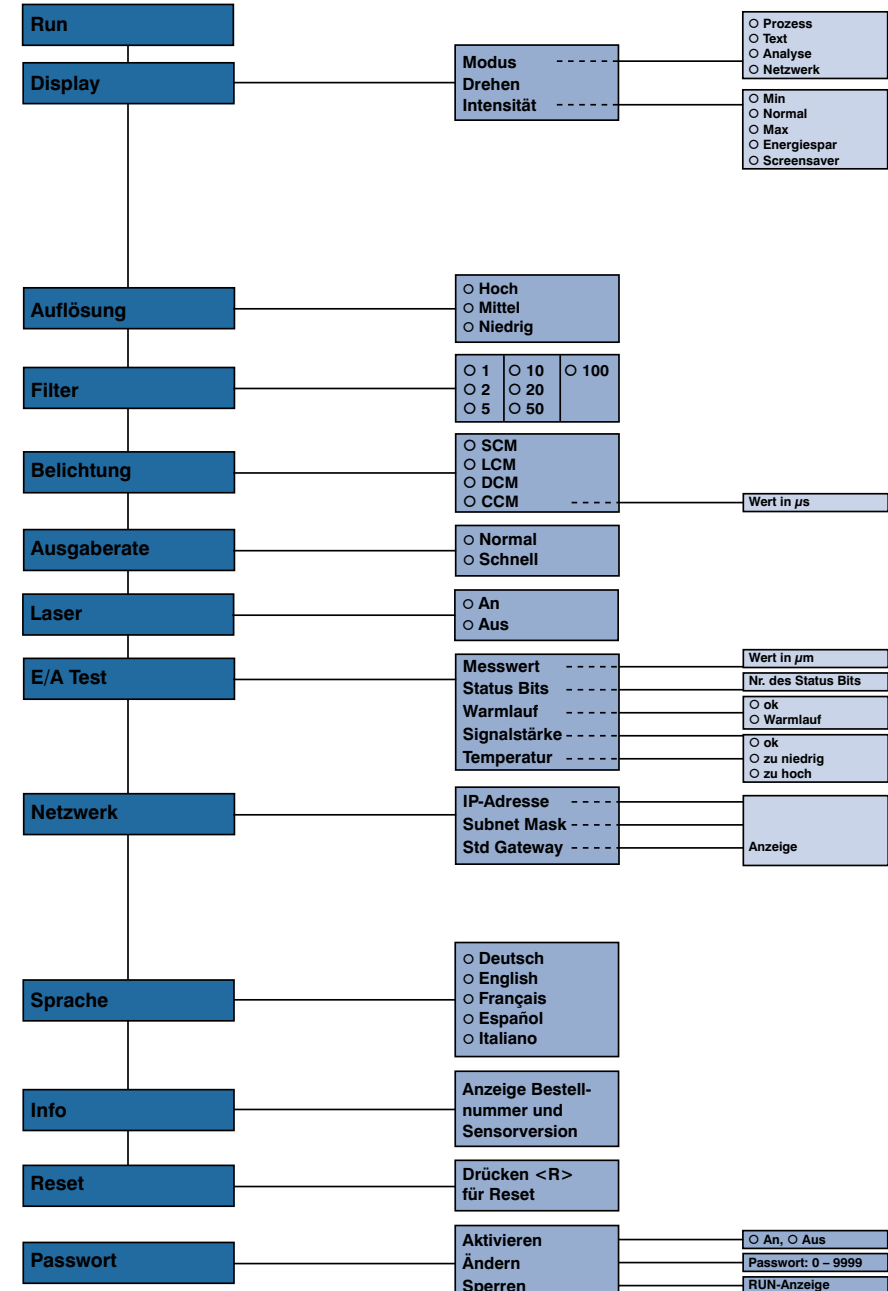 Run
Display
Modus
Drehen
Intensität
○ Prozess
○ Text
○ Analyse
○ Netzwerk
○ Min
○ Normal
○ Max
○ Energiespar
○ Screensaver
Auflösung
○ Hoch
○ Mittel
○ Niedrig
Filter
○ 1 ○ 10 ○ 100
○ 2 ○ 20
○ 5 ○ 50
Belichtung
○ SCM
○ LCM
○ DCM
○ CCM
Wert in µs
Ausgaberate
○ Normal
○ Schnell
Laser
○ An
○ Aus
E/A Test
Messwert
Status Bits
Warmlauf
Signalstärke
Temperatur
Wert in µm
Nr. des Status Bits
○ ok
○ Warmlauf
○ ok
○ zu niedrig
○ zu hoch
Netzwerk
IP-Adresse
Subnet Mask
Std Gateway
Anzeige
Sprache
○ Deutsch
○ English
○ Français
○ Español
○ Italiano
Info
Anzeige Bestell-
nummer und
Sensorversion
Reset
Drücken <R>
für Reset
Passwort
Aktivieren
Ändern
Sperren
○ An, ○ Aus
Passwort: 0 – 9999
RUN-Anzeige